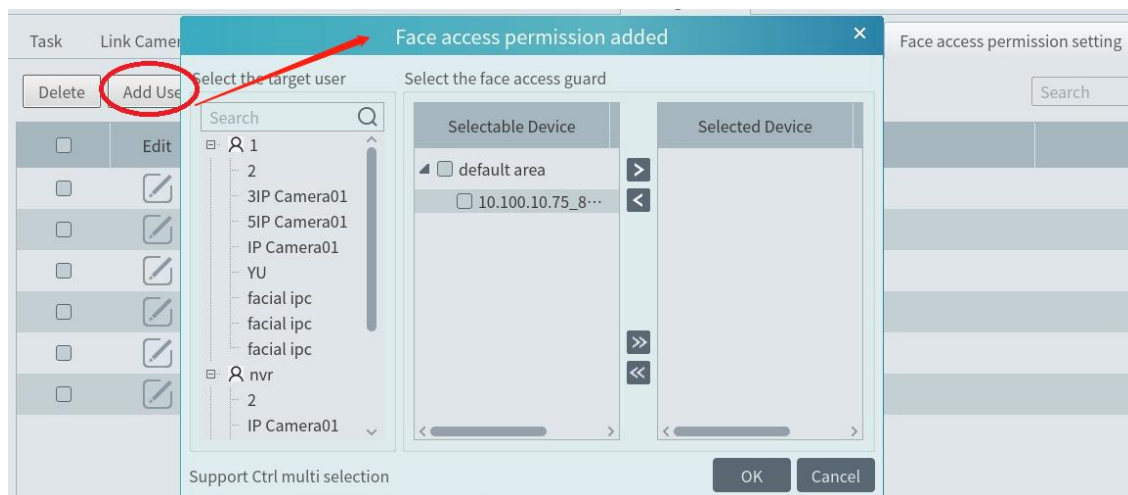 Face access permission added
Task
Link Camer
Face access permission setting
Select the target user
Select the face access guard
Delete
Add Use
Search
Search
Selectable Device
Selected Device
Edit
1
2
3IP Camera01
5IP Camera01
IP Camera01
YU
facial ipc
facial ipc
facial ipc
nvr
2
IP Camera01
default area
10.100.10.75_8···
Support Ctrl multi selection
OK
Cancel